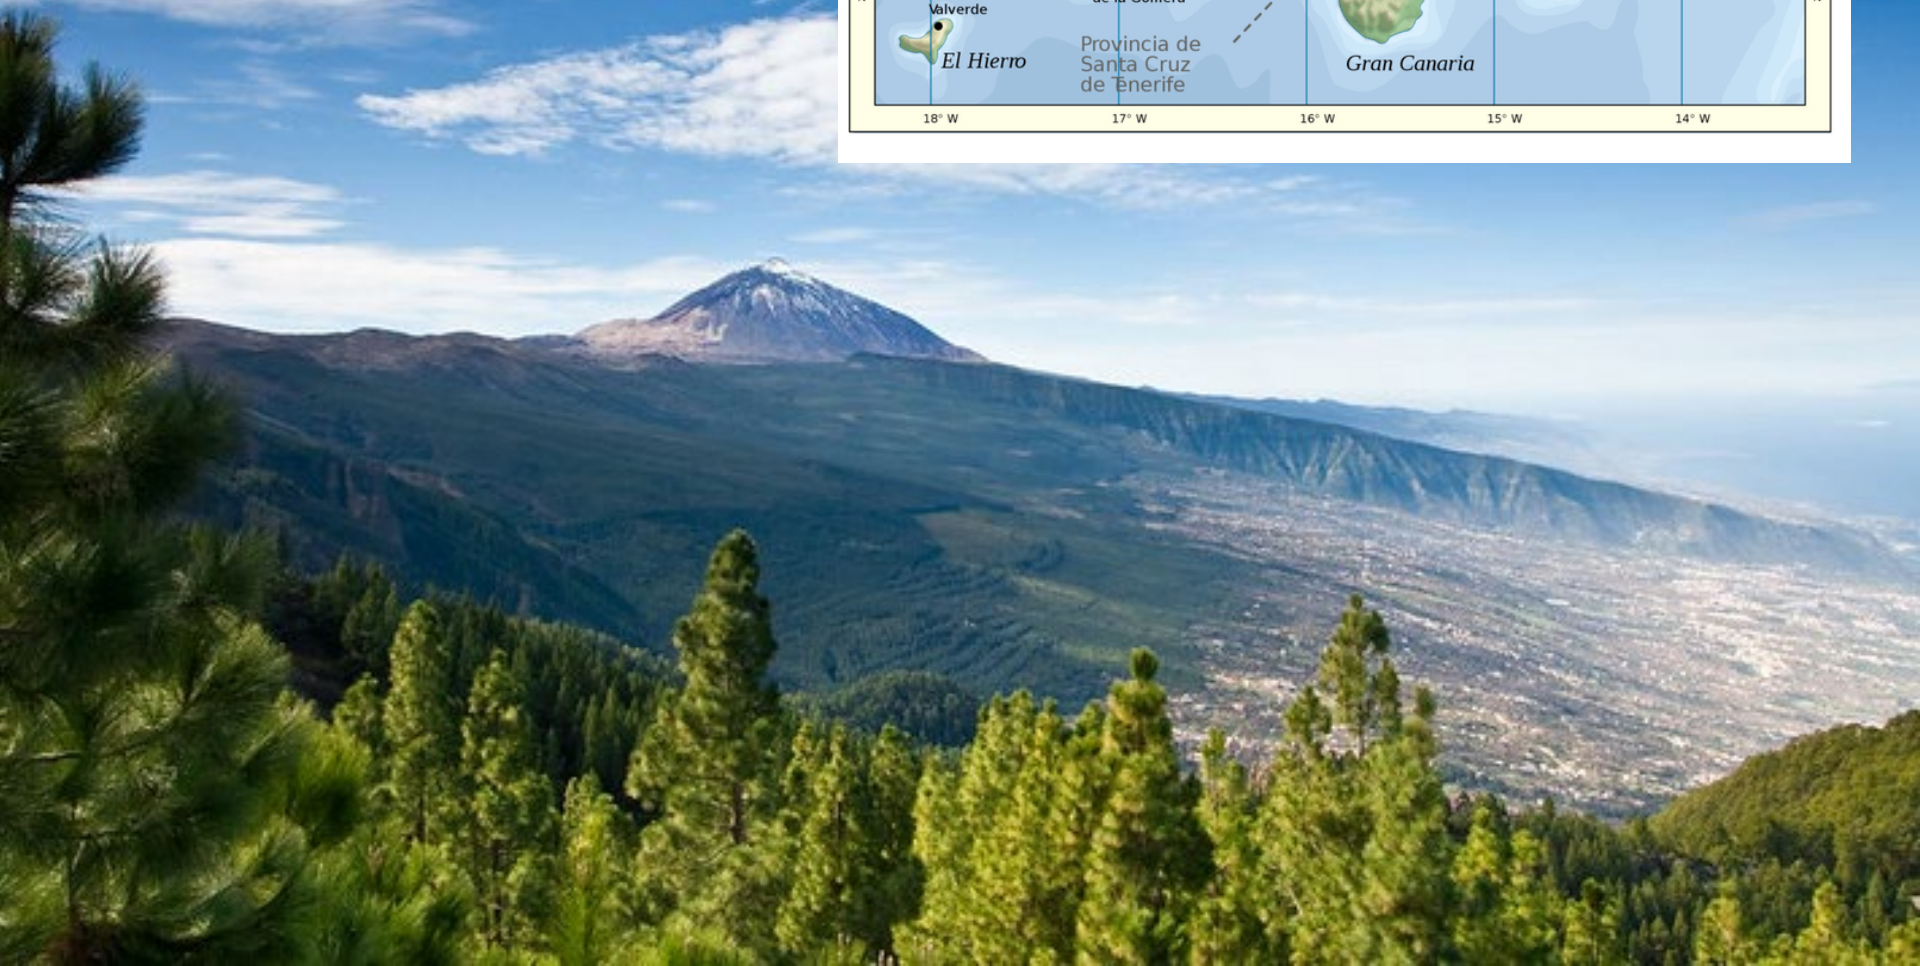 Valverde
El Hierro
Provincia de
Santa Cruz
de Tenerife
Gran Canaria
18° W
17° W
16° W
15° W
14° W